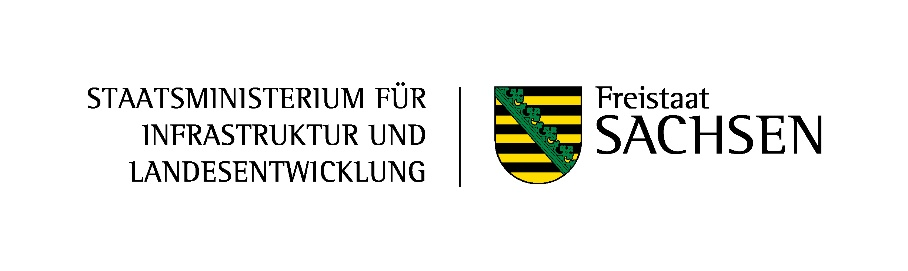 STAATSMINISTERIUM FÜR
INFRASTRUKTUR UND
LANDESENTWICKLUNG
Freistaat
SACHSEN